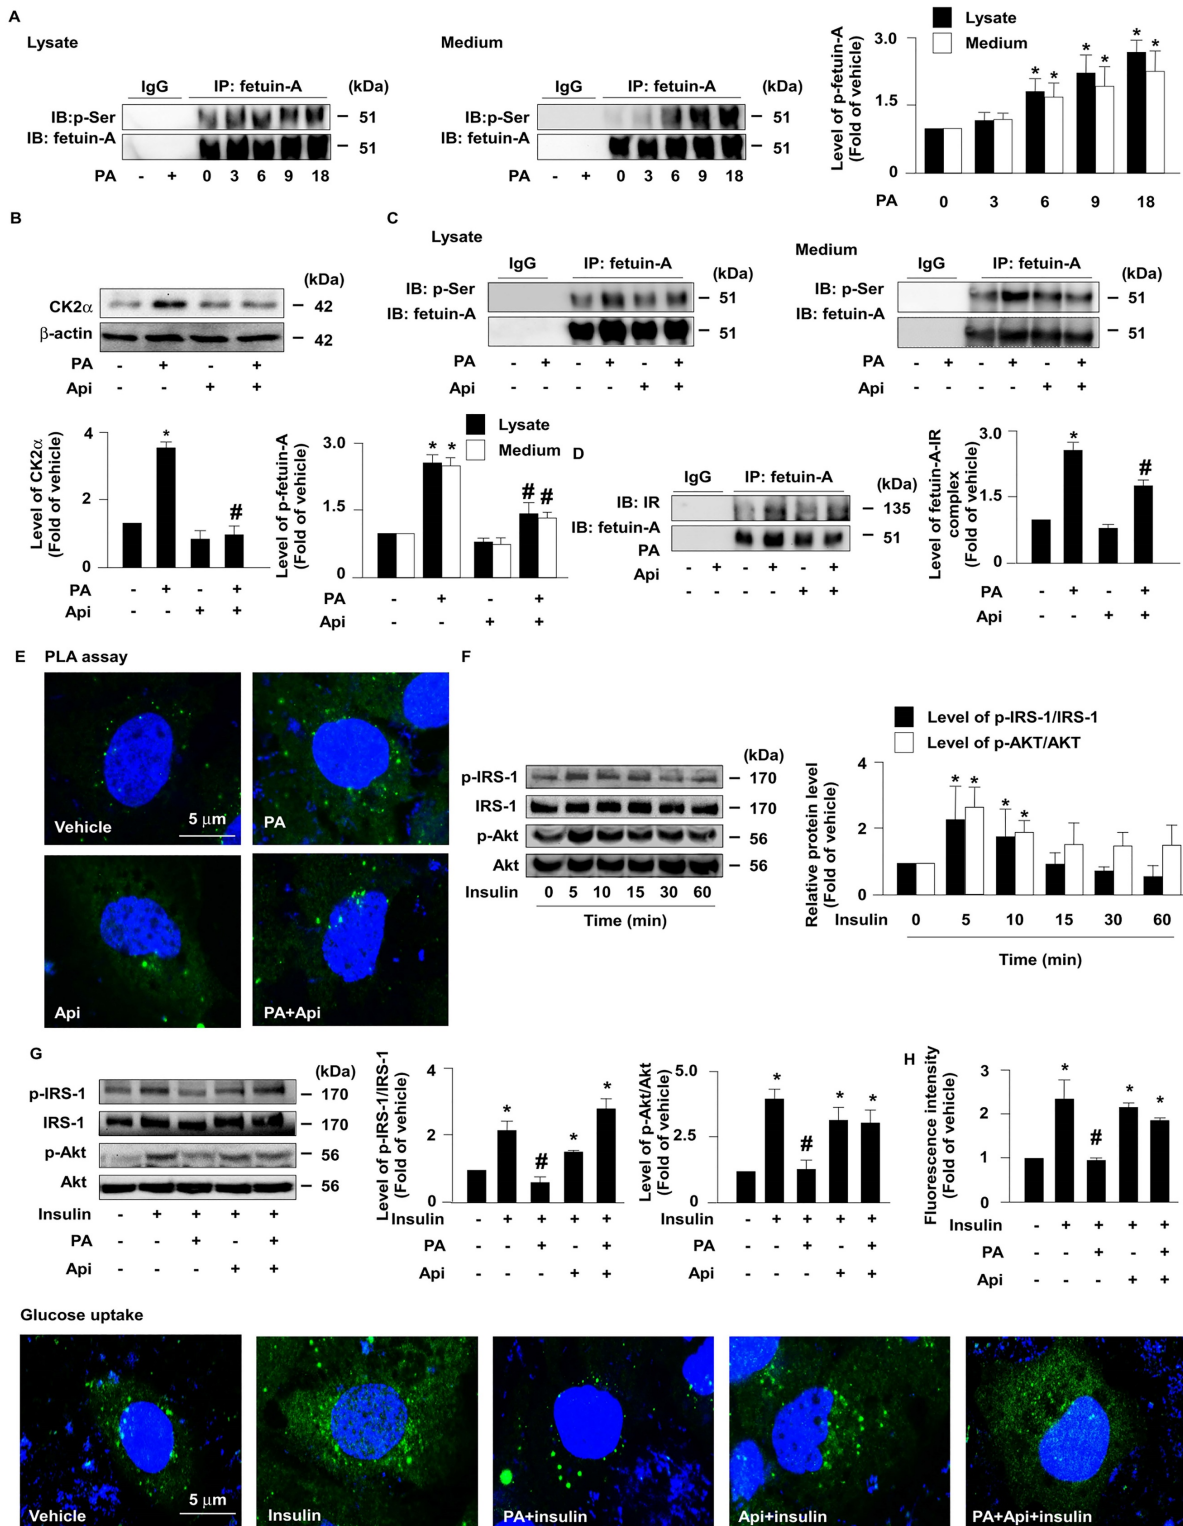 A
Lysate
IgG IP: fetuin-A (kDa)
IB:p-Ser 51
IB: fetuin-A 51
PA - + 0 3 6 9 18
Medium
IgG IP: fetuin-A (kDa)
IB:p-Ser 51
IB: fetuin-A 51
PA - + 0 3 6 9 18
Lysate
Medium
Level of p-fetuin-A
(Fold of vehicle)
3.0
1.5
0
* * * * * *
PA 0 3 6 9 18
B
(kDa)
CK2α 42
β-actin 42
PA - + - +
Api - - + +
Level of CK2α
(Fold of vehicle)
4
2
0
* #
PA - + - +
Api - - + +
C
Lysate
IgG IP: fetuin-A (kDa)
IB: p-Ser 51
IB: fetuin-A 51
PA - + - + - +
Api - - - - + +
Medium
IgG IP: fetuin-A (kDa)
IB: p-Ser 51
IB: fetuin-A 51
PA - + - + - +
Api - - - - + +
Lysate
Medium
Level of p-fetuin-A
(Fold of vehicle)
3.0
1.5
0
* * # #
PA - + - +
Api - - + +
D
IgG IP: fetuin-A (kDa)
IB: IR 135
IB: fetuin-A 51
PA - + - + - +
Api - - - - + +
Level of fetuin-A-IR
complex
(Fold of vehicle)
3.0
1.5
0
* #
PA - + - +
Api - - + +
E PLA assay
Vehicle
5 μm
PA
Api
PA+Api
F
(kDa)
p-IRS-1 170
IRS-1 170
p-Akt 56
Akt 56
Insulin 0 5 10 15 30 60
Time (min)
Level of p-IRS-1/IRS-1
Level of p-AKT/AKT
Relative protein level
(Fold of vehicle)
4
2
0
* * * *
Insulin 0 5 10 15 30 60
Time (min)
G
(kDa)
p-IRS-1 170
IRS-1 170
p-Akt 56
Akt 56
Insulin - + + + +
PA - - + - +
Api - - - + +
Level of p-IRS-1/IRS-1
(Fold of vehicle)
4
2
0
* # * *
Insulin - + + + +
PA - - + - +
Api - - - + +
Level of p-Akt/Akt
(Fold of vehicle)
5.0
2.5
0
* # * *
Insulin - + + + +
PA - - + - +
Api - - - + +
H
Fluorescence intensity
(Fold of vehicle)
3
2
1
0
* # * *
Insulin - + + + +
PA - - + - +
Api - - - + +
Glucose uptake
Vehicle
5 μm
Insulin
PA+insulin
Api+insulin
PA+Api+insulin